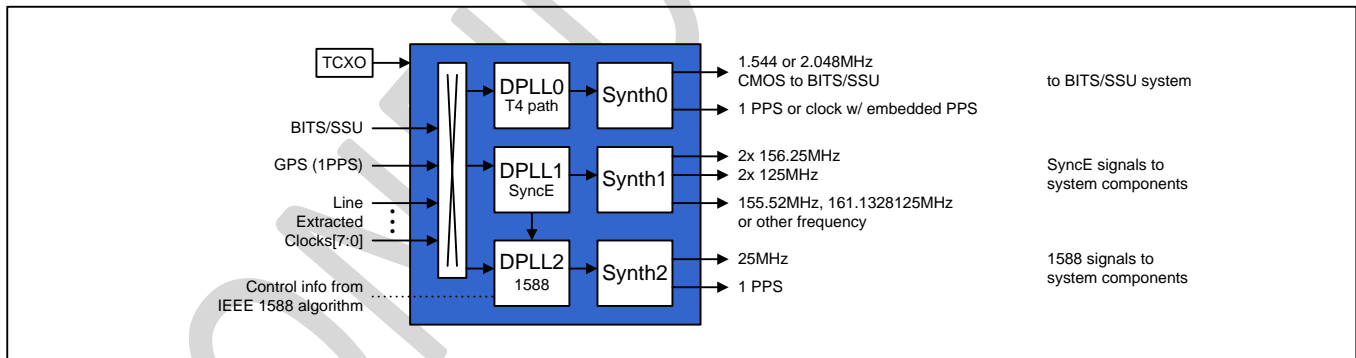 TCXO
BITS/SSU
GPS (1PPS)
Line
Extracted
Clocks[7:0]
Control info from
IEEE 1588 algorithm
DPLL0
T4 path
Synth0
DPLL1
SyncE
Synth1
DPLL2
1588
Synth2
1.544 or 2.048MHz
CMOS to BITS/SSU
1 PPS or clock w/ embedded PPS
to BITS/SSU system
2x 156.25MHz
2x 125MHz
155.52MHz, 161.1328125MHz
or other frequency
SyncE signals to
system components
25MHz
1 PPS
1588 signals to
system components